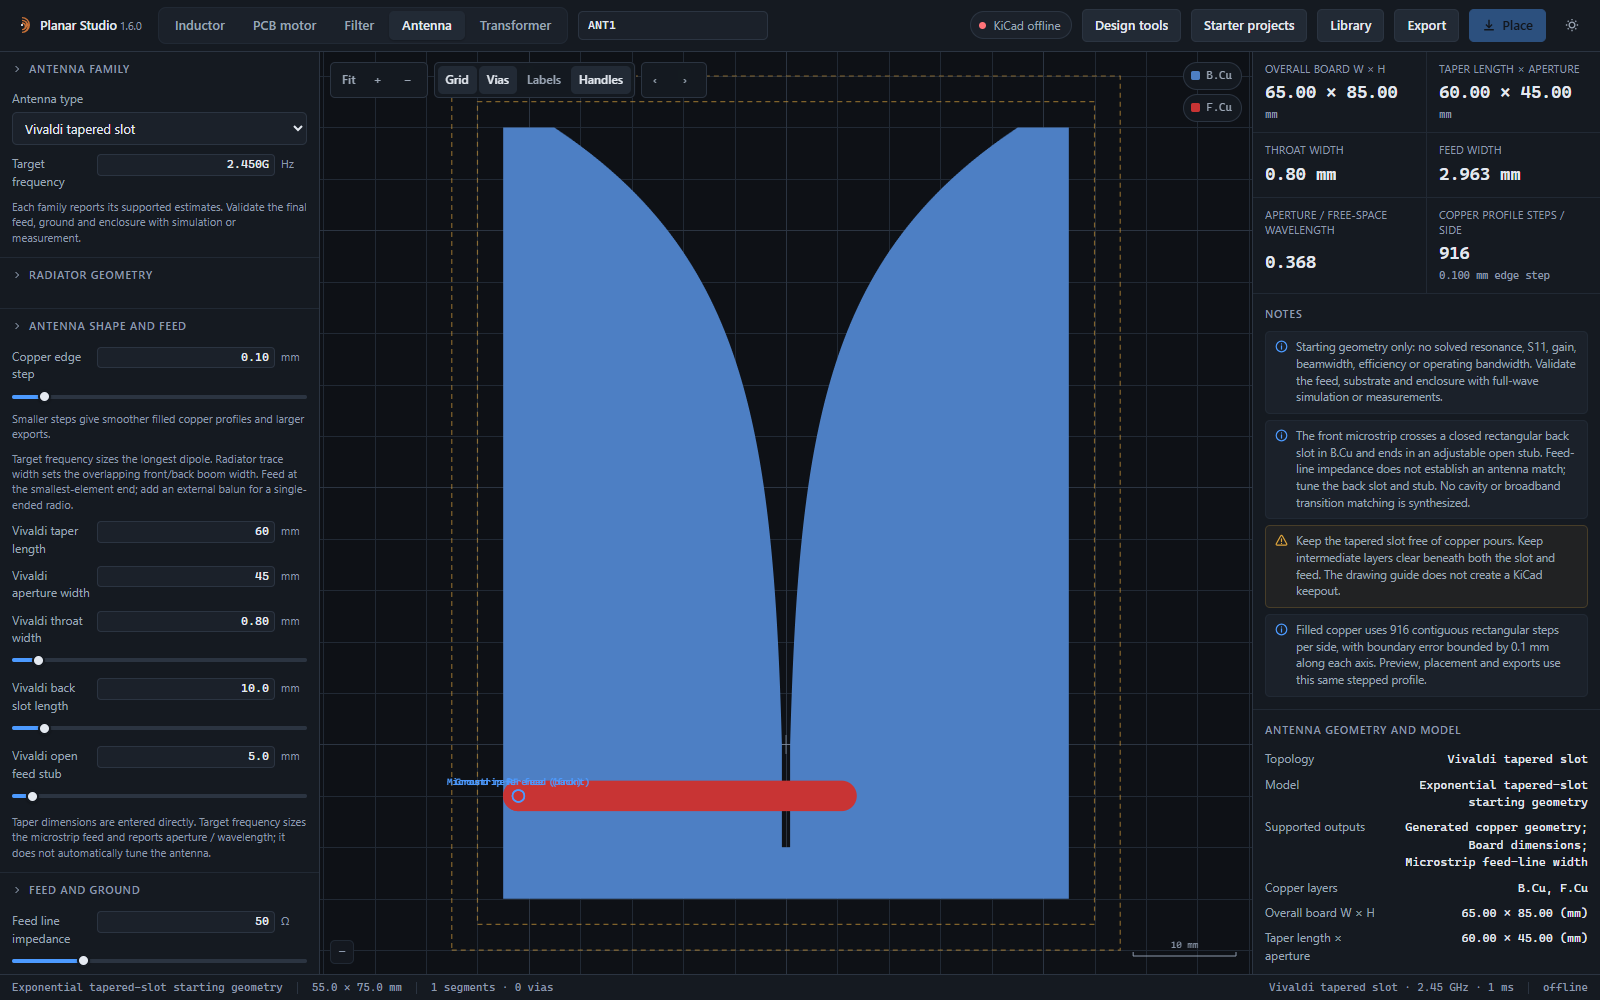 Planar Studio 1.6.0
Inductor
PCB motor
Filter
Antenna
Transformer
ANT1
KiCad offline
Design tools
Starter projects
Library
Export
Place
ANTENNA FAMILY
Antenna type
Vivaldi tapered slot
Target frequency
2.450G
Hz
Each family reports its supported estimates. Validate the final
feed, ground and enclosure with simulation or
measurement.
RADIATOR GEOMETRY
ANTENNA SHAPE AND FEED
Copper edge step
0.10
mm
Smaller steps give smoother filled copper profiles and larger
exports.
Target frequency sizes the longest dipole. Radiator trace
width sets the overlapping front/back boom width. Feed at
the smallest-element end; add an external balun for a single-
ended radio.
Vivaldi taper length
60
mm
Vivaldi aperture width
45
mm
Vivaldi throat width
0.80
mm
Vivaldi back slot length
10.0
mm
Vivaldi open feed stub
5.0
mm
Taper dimensions are entered directly. Target frequency sizes
the microstrip feed and reports aperture / wavelength; it
does not automatically tune the antenna.
FEED AND GROUND
Feed line impedance
50
Ω
Fit
+
−
Grid
Vias
Labels
Handles
‹
›
B.Cu
F.Cu
10 mm
−
OVERALL BOARD W × H
65.00 × 85.00
mm
TAPER LENGTH × APERTURE
60.00 × 45.00
mm
THROAT WIDTH
0.80 mm
FEED WIDTH
2.963 mm
APERTURE / FREE-SPACE
WAVELENGTH
0.368
COPPER PROFILE STEPS /
SIDE
916
0.100 mm edge step
NOTES
Starting geometry only: no solved resonance, S11, gain,
beamwidth, efficiency or operating bandwidth. Validate
the feed, substrate and enclosure with full-wave
simulation or measurements.
The front microstrip crosses a closed rectangular back
slot in B.Cu and ends in an adjustable open stub. Feed-
line impedance does not establish an antenna match;
tune the back slot and stub. No cavity or broadband
transition matching is synthesized.
Keep the tapered slot free of copper pours. Keep
intermediate layers clear beneath both the slot and
feed. The drawing guide does not create a KiCad
keepout.
Filled copper uses 916 contiguous rectangular steps
per side, with boundary error bounded by 0.1 mm
along each axis. Preview, placement and exports use
this same stepped profile.
ANTENNA GEOMETRY AND MODEL
Topology
Vivaldi tapered slot
Model
Exponential tapered-slot
starting geometry
Supported outputs
Generated copper geometry;
Board dimensions;
Microstrip feed-line width
Copper layers
B.Cu, F.Cu
Overall board W × H
65.00 × 85.00 (mm)
Taper length ×
aperture
60.00 × 45.00 (mm)
Exponential tapered-slot starting geometry
55.0 × 75.0 mm
1 segments · 0 vias
Vivaldi tapered slot · 2.45 GHz · 1 ms
offline